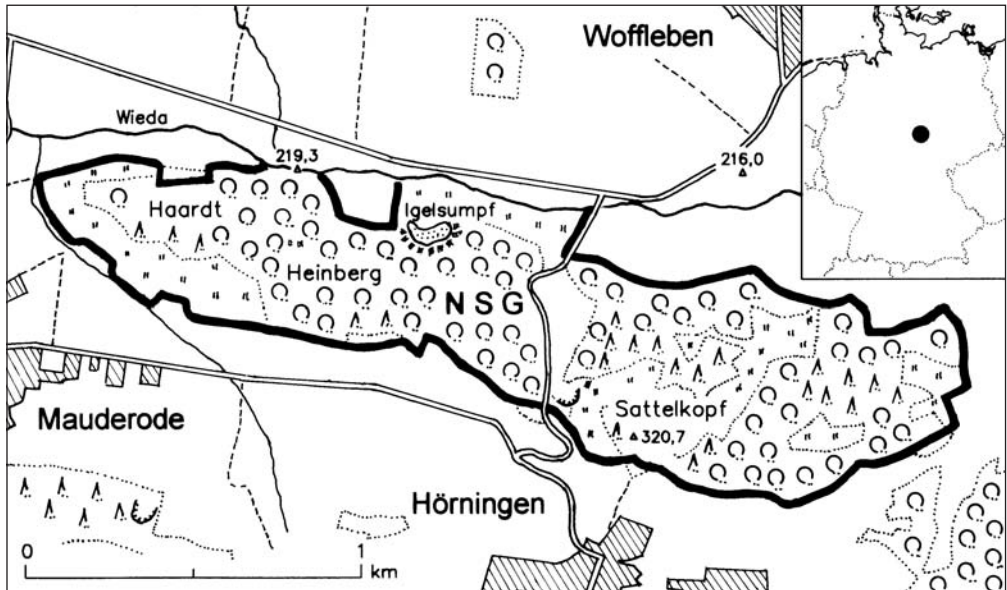 Woffleben
Wieda
219,3
216,0
Haardt
Igelsumpf
Heinberg
NSG
Sattelkopf
320,7
Mauderode
Hörningen
0 1
km